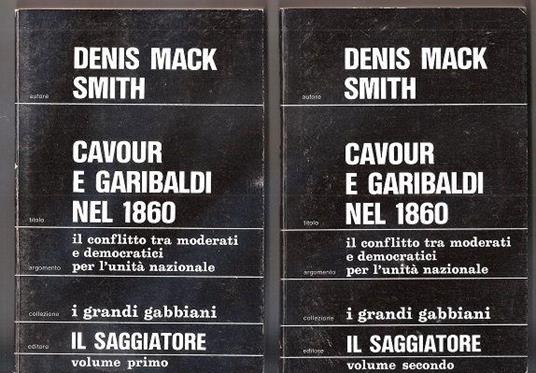 DENIS MACK
autore SMITH
CAVOUR
E GARIBALDI
titolo NEL 1860
il conflitto tra moderati
e democratici
argomento per l'unità nazionale
collezione i grandi gabbiani
editore IL SAGGIATORE
volume primo
DENIS MACK
autore SMITH
CAVOUR
E GARIBALDI
titolo NEL 1860
il conflitto tra moderati
e democratici
argomento per l'unità nazionale
collezione i grandi gabbiani
editore IL SAGGIATORE
volume secondo